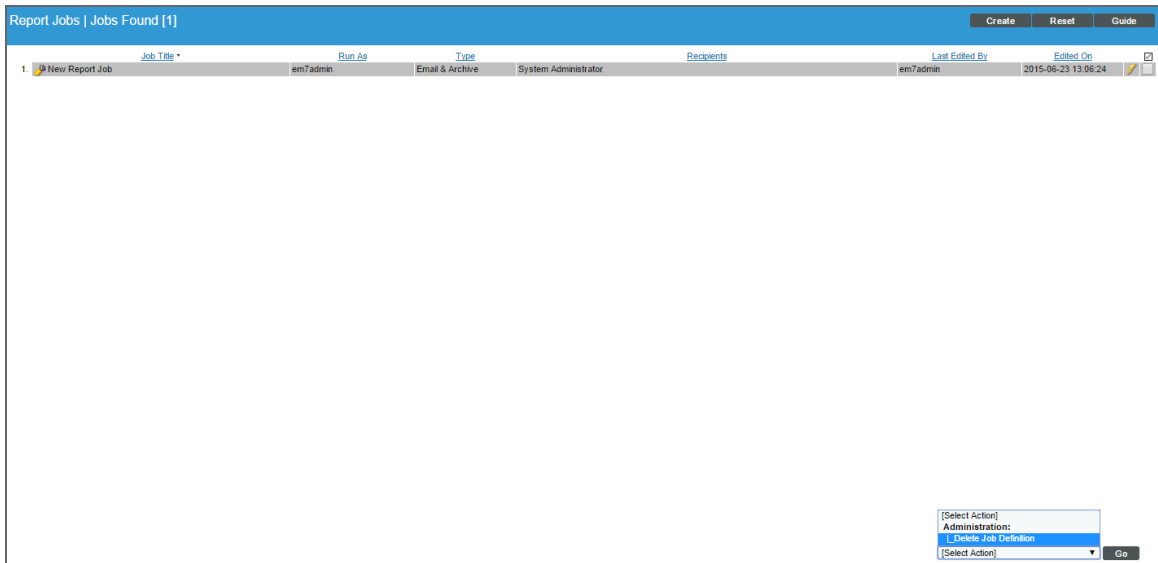 Report Jobs | Jobs Found [1] Create Reset Guide
Job Title Run As Type Recipients Last Edited By Edited On
1. New Report Job em7admin Email & Archive System Administrator em7admin 2015-06-23 13:06:24
[Select Action]
Administration:
|_Delete Job Definition
[Select Action] Go